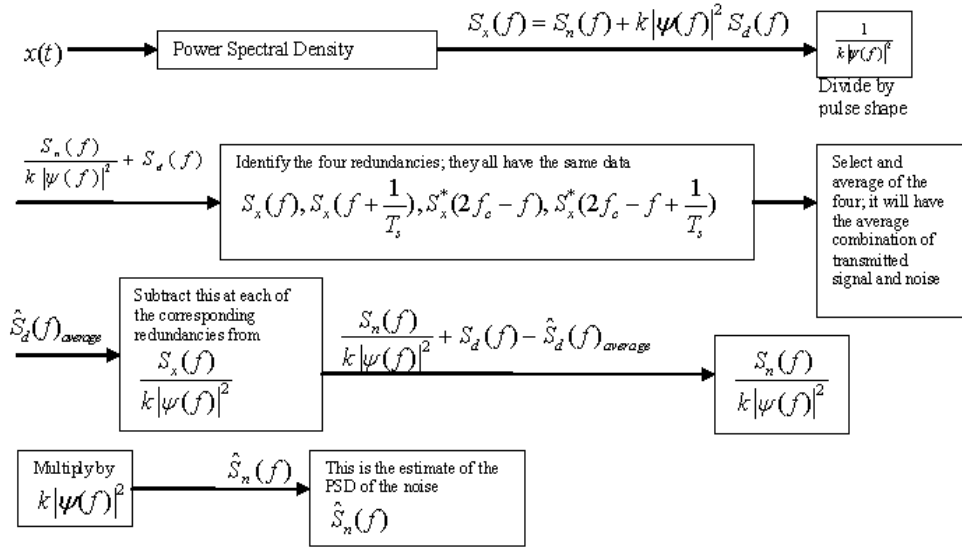 x(t)
Power Spectral Density
S_x(f) = S_n(f) + k|ψ(f)|² S_d(f)
1 / k|ψ(f)|²
Divide by
pulse shape
S_n(f) / k|ψ(f)|² + S_d(f)
Identify the four redundancies; they all have the same data
S_x(f), S_x(f + 1/T_s), S_x^*(2f_c − f), S_x^*(2f_c − f + 1/T_s)
Select and
average of the
four; it will have
the average
combination of
transmitted
signal and noise
Ŝ_d(f)_average
Subtract this at each of
the corresponding
redundancies from
S_x(f) / k|ψ(f)|²
S_n(f) / k|ψ(f)|² + S_d(f) − Ŝ_d(f)_average
S_n(f) / k|ψ(f)|²
Multiply by
k|ψ(f)|²
Ŝ_n(f)
This is the estimate of the
PSD of the noise
Ŝ_n(f)